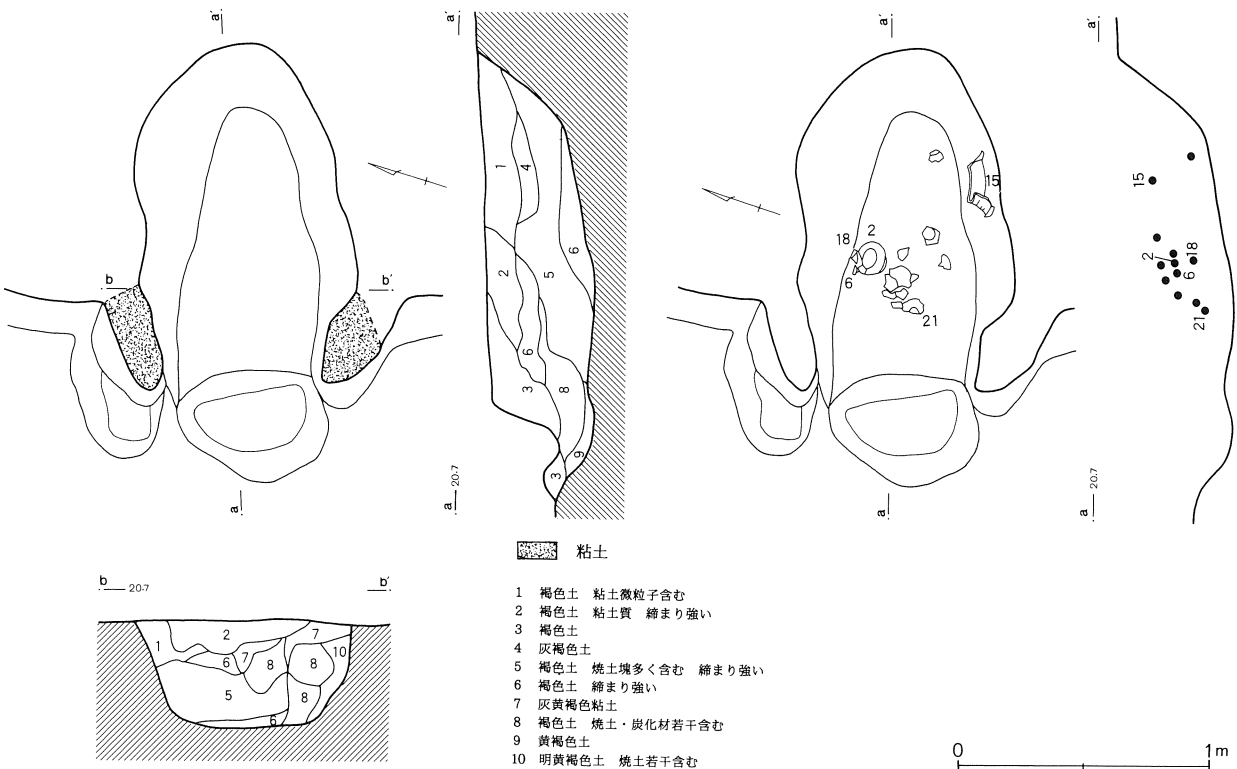 a′
a′
a′
a′
1
4
2
5
6
6
3
8
9
3
b
b′
a
a 20.7
15
18
2
6
21
15
2
18
6
21
a
a 20.7
粘土
b 20.7 b′
1
2
7
10
6
7
8
8
5
8
6
1 褐色土 粘土微粒子含む
2 褐色土 粘土質 締まり強い
3 褐色土
4 灰褐色土
5 褐色土 焼土塊多く含む 締まり強い
6 褐色土 締まり強い
7 灰黄褐色粘土
8 褐色土 焼土・炭化材若干含む
9 黄褐色土
10 明黄褐色土 焼土若干含む
0 1m